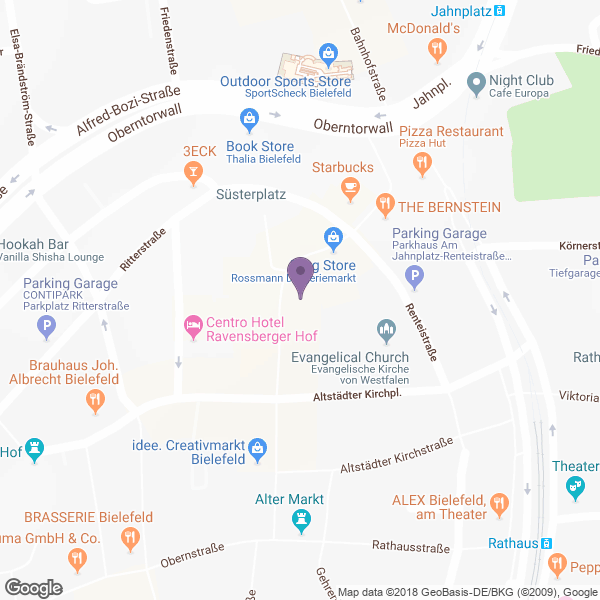 Jahnplatz
McDonald's
Elsa-Brändström-Straße
Friedenstraße
Bahnhofstraße
Outdoor Sports Store
SportScheck Bielefeld
Night Club
Cafe Europa
Jahnpl.
Alfred-Bozi-Straße
Oberntorwall
Book Store
Thalia Bielefeld
Oberntorwall
Pizza Restaurant
Pizza Hut
3ECK
Starbucks
Süsterplatz
THE BERNSTEIN
Hookah Bar
Vanilla Shisha Lounge
Ritterstraße
Parking Garage
Parkhaus Am
Jahnplatz-Renteistraße…
Körnerst
Rossmann
Parking Garage
CONTIPARK
Parkplatz Ritterstraße
Tiefgarage
Centro Hotel
Ravensberger Hof
Renteistraße
Evangelical Church
Evangelische Kirche
von Westfalen
Brauhaus Joh.
Albrecht Bielefeld
Rath
Altstädter Kirchpl.
Viktoria
Hof
idee. Creativmarkt
Bielefeld
Altstädter Kirchstraße
Theater
Alter Markt
ALEX Bielefeld,
am Theater
BRASSERIE Bielefeld
uma GmbH & Co.
Obernstraße
Rathausstraße
Rathaus
Gehren
Pepp
Google
Map data ©2018 GeoBasis-DE/BKG (©2009), Google